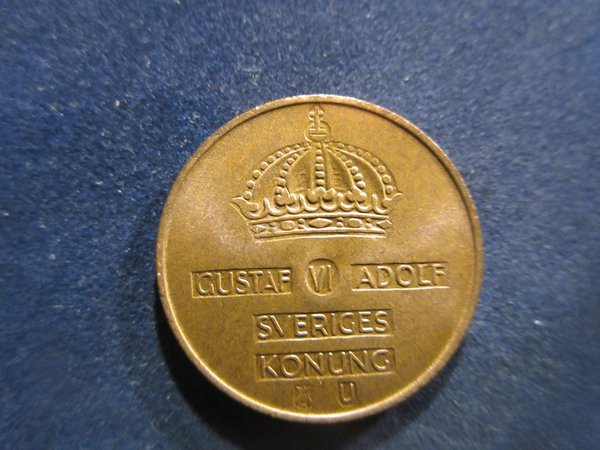 GUSTAF VI ADOLF
SVERIGES
KONUNG
U